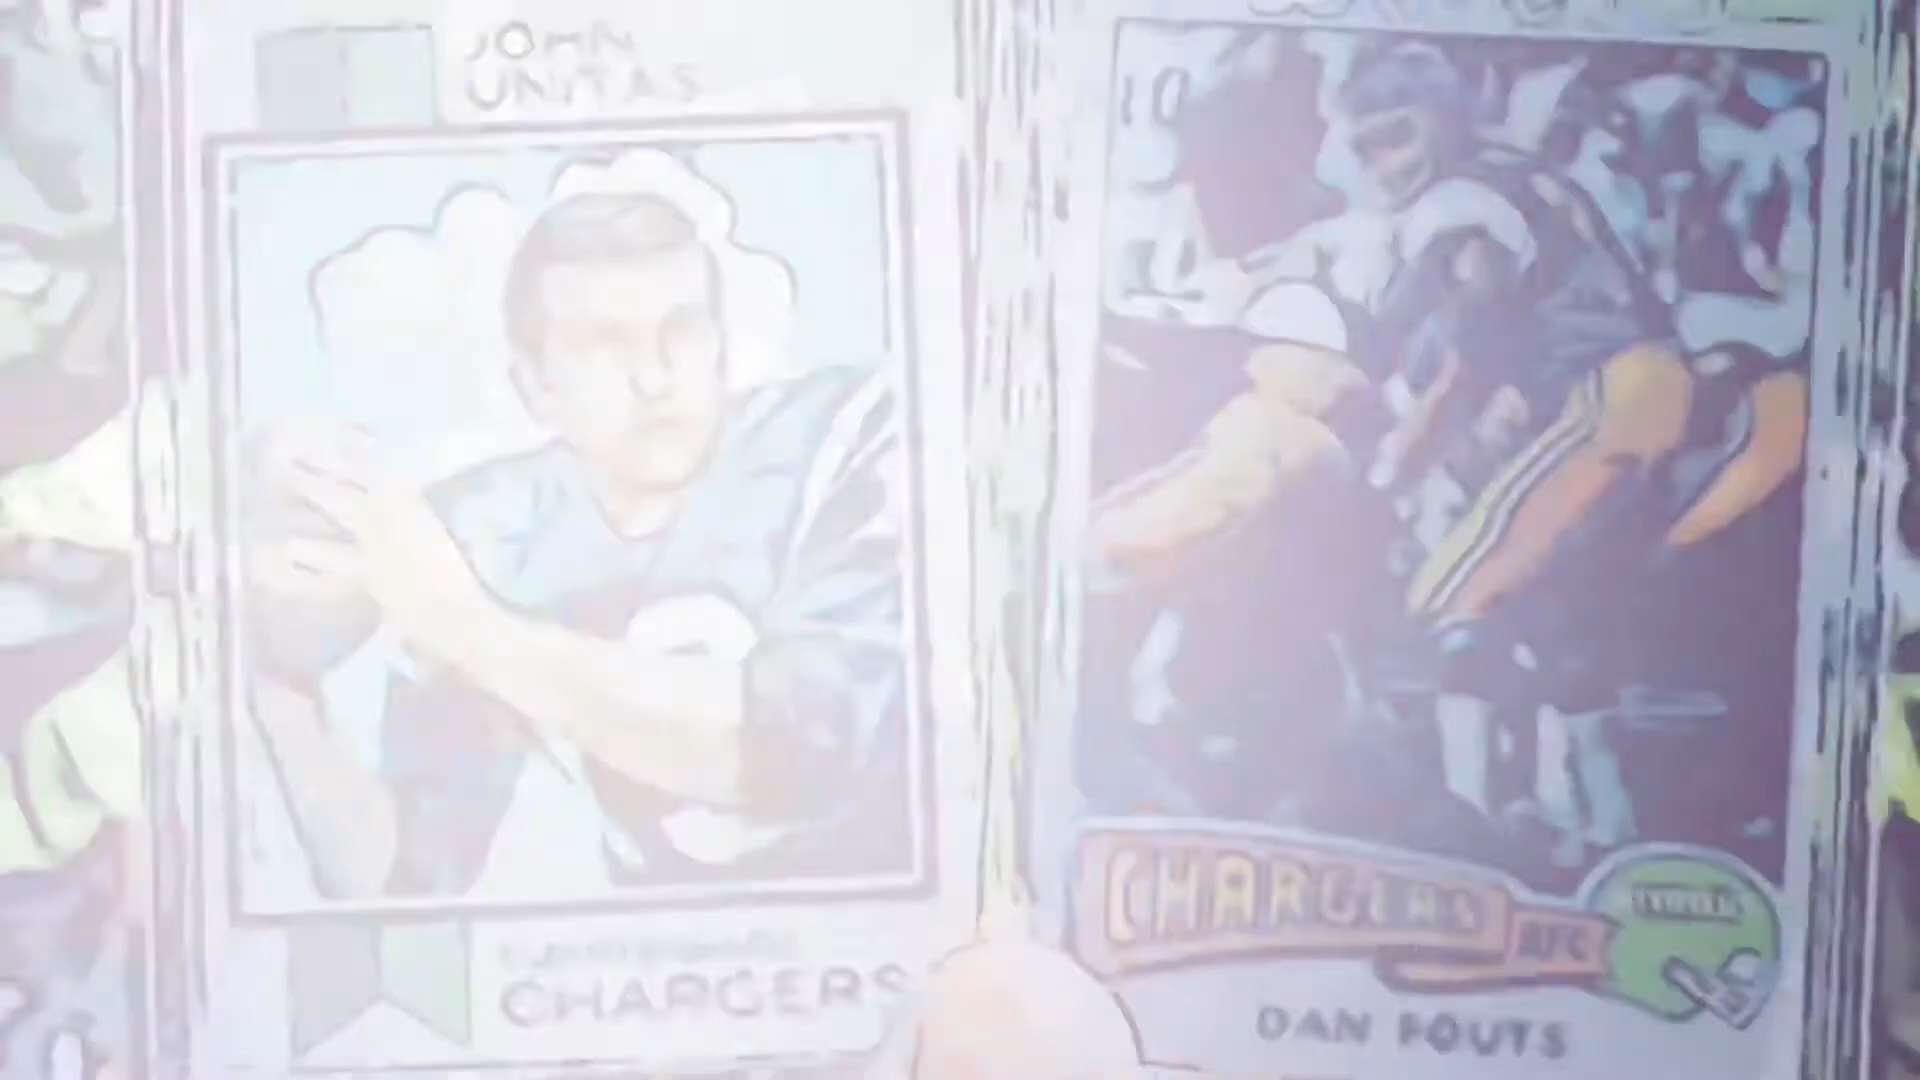 JOHN
UNITAS
CHARGERS
CHARGERS
AFC
DAN FOUTS